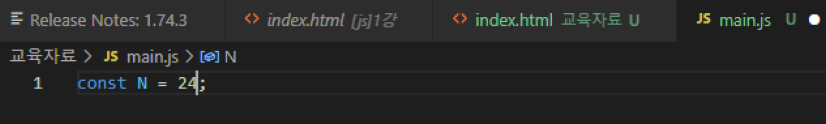 Release Notes: 1.74.3
index.html [js]1강
index.html 교육자료 U
JS main.js U
교육자료 > JS main.js > N
1 const N = 24;